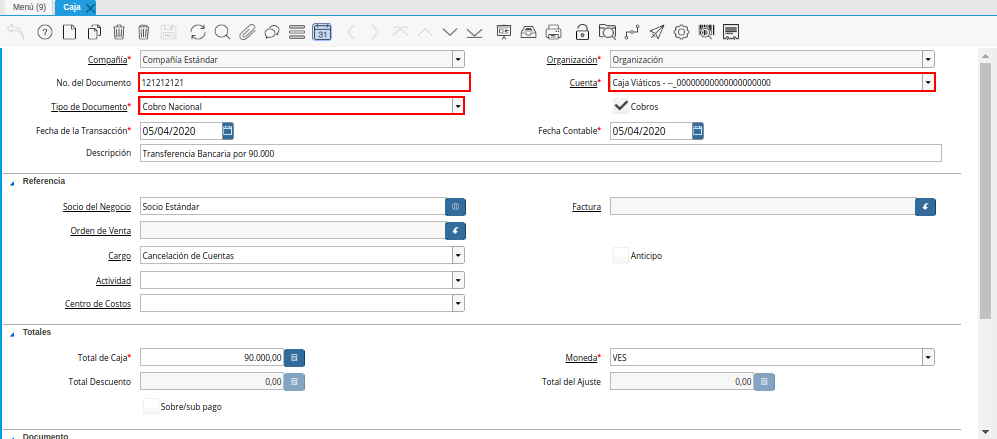 Menú (9) Caja
31
Compañía* Compañía Estándar Organización* Organización
No. del Documento 121212121 Cuenta* Caja Viáticos - --_00000000000000000000
Tipo de Documento* Cobro Nacional Cobros
Fecha de la Transacción* 05/04/2020 Fecha Contable* 05/04/2020
Descripción Transferencia Bancaria por 90.000
Referencia
Socio del Negocio Socio Estándar Factura
Orden de Venta
Cargo Cancelación de Cuentas Anticipo
Actividad
Centro de Costos
Totales
Total de Caja* 90.000,00 Moneda* VES
Total Descuento 0,00 Total del Ajuste 0,00
Sobre/sub pago
Documento